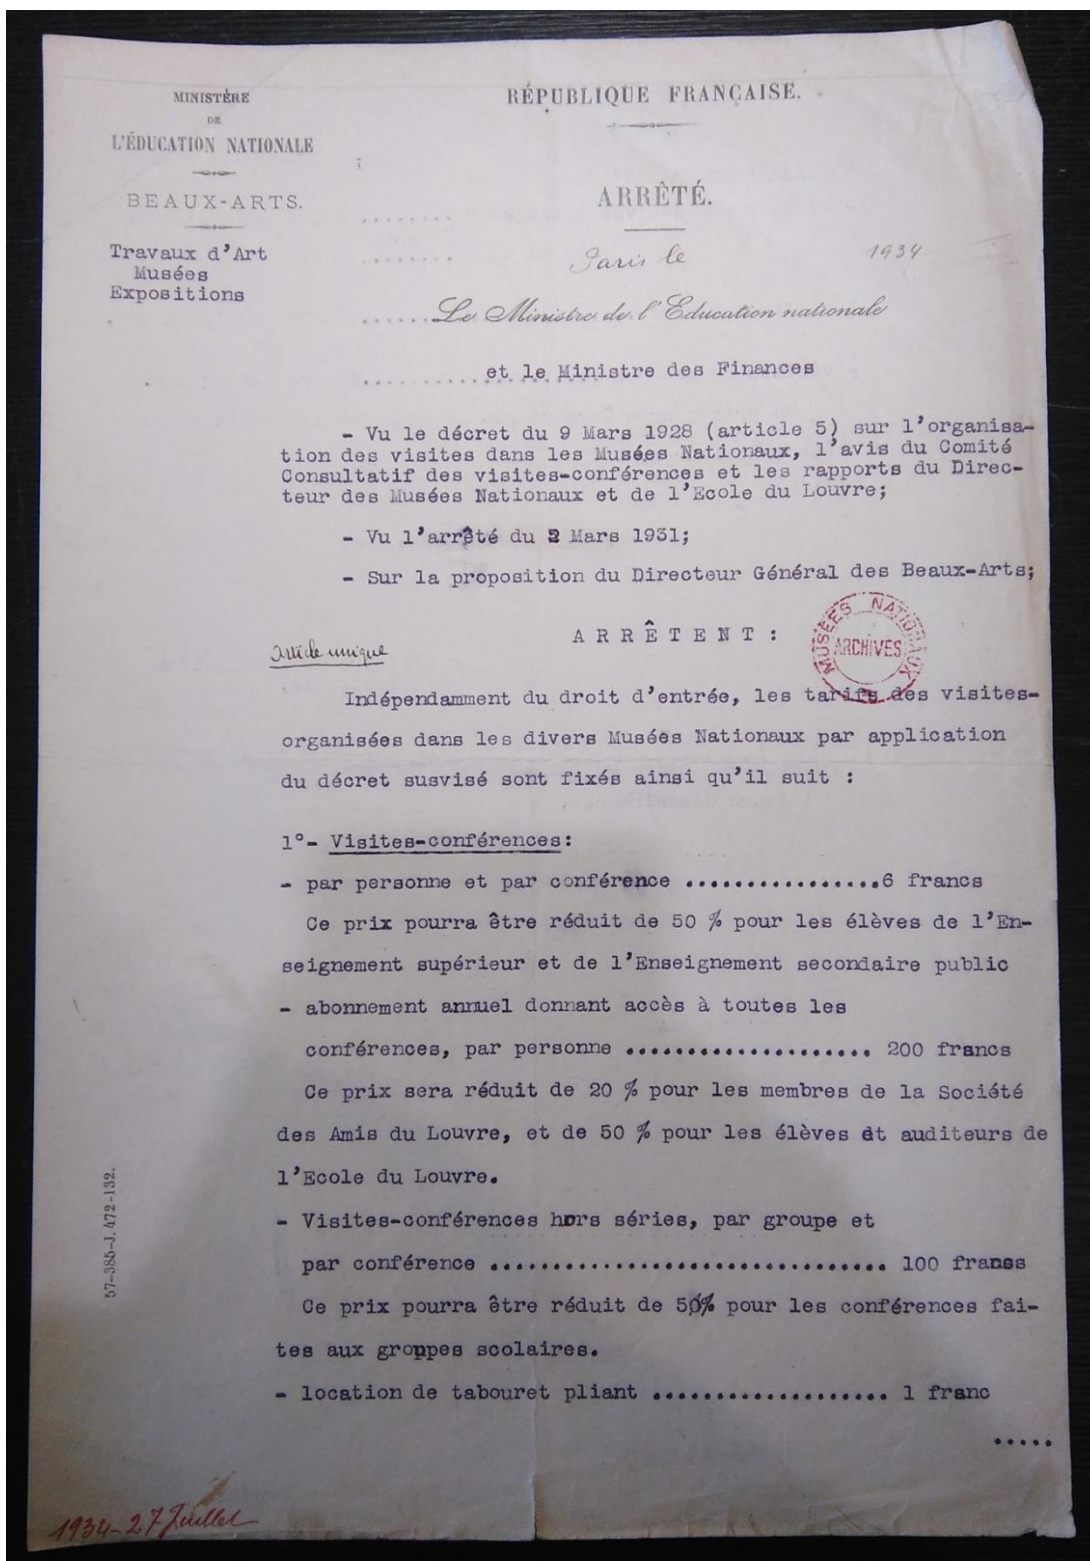 MINISTÈRE
DE
L'ÉDUCATION NATIONALE
BEAUX-ARTS.
Travaux d'Art
Musées
Expositions
RÉPUBLIQUE FRANÇAISE.
ARRÊTÉ.
Paris le 1934
Le Ministre de l'Education nationale
et le Ministre des Finances
- Vu le décret du 9 Mars 1928 (article 5) sur l'organisa-
tion des visites dans les Musées Nationaux, l'avis du Comité
Consultatif des visites-conférences et les rapports du Direc-
teur des Musées Nationaux et de l'Ecole du Louvre;
- Vu l'arrêté du 2 Mars 1931;
- Sur la proposition du Directeur Général des Beaux-Arts;
ARRÊTENT :
MUSÉES NATIONAUX
ARCHIVES
Article unique
Indépendamment du droit d'entrée, les tarifs des visites-
organisées dans les divers Musées Nationaux par application
du décret susvisé sont fixés ainsi qu'il suit :
1°- Visites-conférences:
- par personne et par conférence ................6 francs
Ce prix pourra être réduit de 50 % pour les élèves de l'En-
seignement supérieur et de l'Enseignement secondaire public
- abonnement annuel donnant accès à toutes les
conférences, par personne .................... 200 francs
Ce prix sera réduit de 20 % pour les membres de la Société
des Amis du Louvre, et de 50 % pour les élèves et auditeurs de
l'Ecole du Louvre.
- Visites-conférences hors séries, par groupe et
par conférence ................................ 100 francs
Ce prix pourra être réduit de 50% pour les conférences fai-
tes aux groupes scolaires.
- location de tabouret pliant ................... 1 franc
.....
57-385-J. 472-132.
1934-27 Juillet